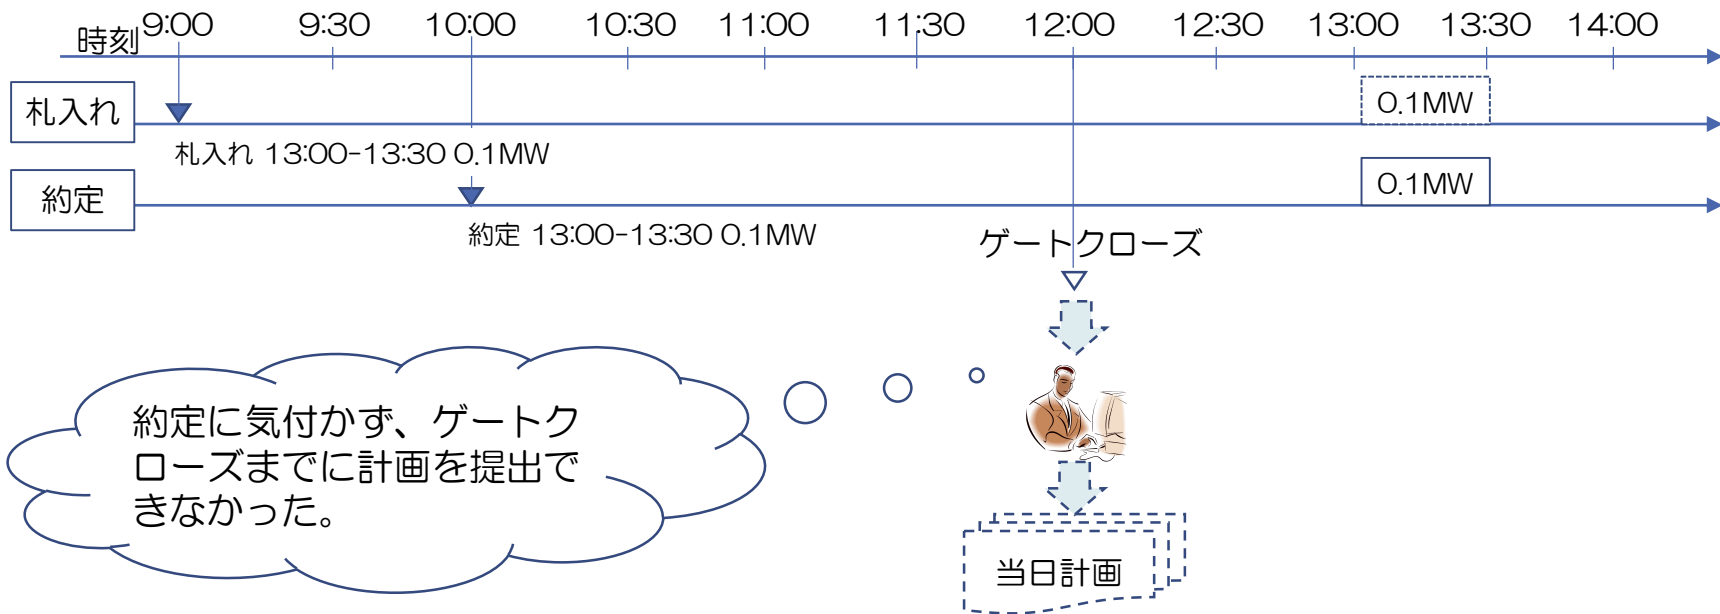 時刻 9:00 9:30 10:00 10:30 11:00 11:30 12:00 12:30 13:00 13:30 14:00
札入れ
0.1MW
札入れ 13:00-13:30 0.1MW
約定
0.1MW
約定 13:00-13:30 0.1MW
ゲートクローズ
約定に気付かず、ゲートク
ローズまでに計画を提出で
きなかった。
当日計画